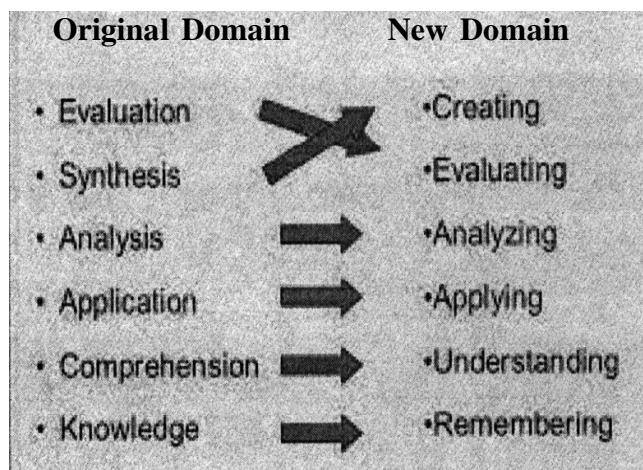 Original Domain New Domain
• Evaluation •Creating
• Synthesis •Evaluating
• Analysis •Analyzing
• Application •Applying
• Comprehension •Understanding
• Knowledge •Remembering